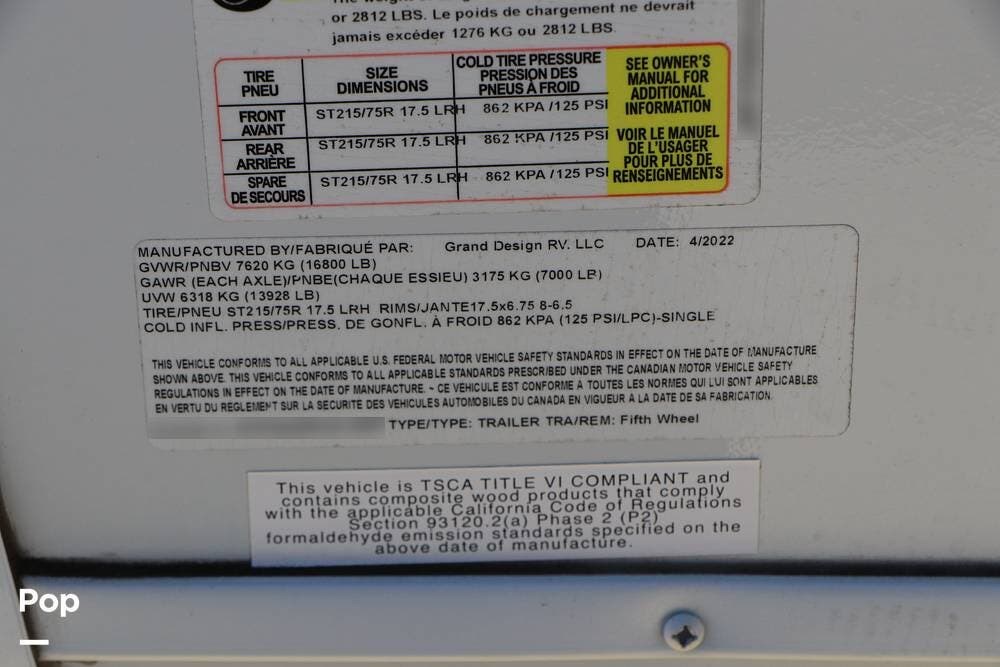 or 2812 LBS. Le poids de chargement ne devrait
jamais excéder 1276 KG ou 2812 LBS.
TIRE
PNEU
SIZE
DIMENSIONS
COLD TIRE PRESSURE
PRESSION DES
PNEUS À FROID
FRONT
AVANT
ST215/75R 17.5 LRH
862 KPA /125 PSI
REAR
ARRIÈRE
ST215/75R 17.5 LRH
862 KPA /125 PSI
SPARE
DE SECOURS
ST215/75R 17.5 LRH
862 KPA /125 PSI
SEE OWNER'S
MANUAL FOR
ADDITIONAL
INFORMATION
VOIR LE MANUEL
DE L'USAGER
POUR PLUS DE
RENSEIGNEMENTS
MANUFACTURED BY/FABRIQUÉ PAR: Grand Design RV. LLC DATE: 4/2022
GVWR/PNBV 7620 KG (16800 LB)
GAWR (EACH AXLE)/PNBE(CHAQUE ESSIEU) 3175 KG (7000 LB)
UVW 6318 KG (13928 LB)
TIRE/PNEU ST215/75R 17.5 LRH RIMS/JANTE17.5x6.75 8-6.5
COLD INFL. PRESS/PRESS. DE GONFL. À FROID 862 KPA (125 PSI/LPC)-SINGLE
THIS VEHICLE CONFORMS TO ALL APPLICABLE U.S. FEDERAL MOTOR VEHICLE SAFETY STANDARDS IN EFFECT ON THE DATE OF MANUFACTURE
SHOWN ABOVE. THIS VEHICLE CONFORMS TO ALL APPLICABLE STANDARDS PRESCRIBED UNDER THE CANADIAN MOTOR VEHICLE SAFETY
REGULATIONS IN EFFECT ON THE DATE OF MANUFACTURE. - CE VEHICULE EST CONFORME A TOUTES LES NORMES QUI LUI SONT APPLICABLES
EN VERTU DU REGLEMENT SUR LA SECURITE DES VEHICULES AUTOMOBILES DU CANADA EN VIGUEUR A LA DATE DE SA FABRICATION.
TYPE/TYPE: TRAILER TRA/REM: Fifth Wheel
This vehicle is TSCA TITLE VI COMPLIANT and
contains composite wood products that comply
with the applicable California Code of Regulations
Section 93120.2(a) Phase 2 (P2)
formaldehyde emission standards specified on the
above date of manufacture.
Pop